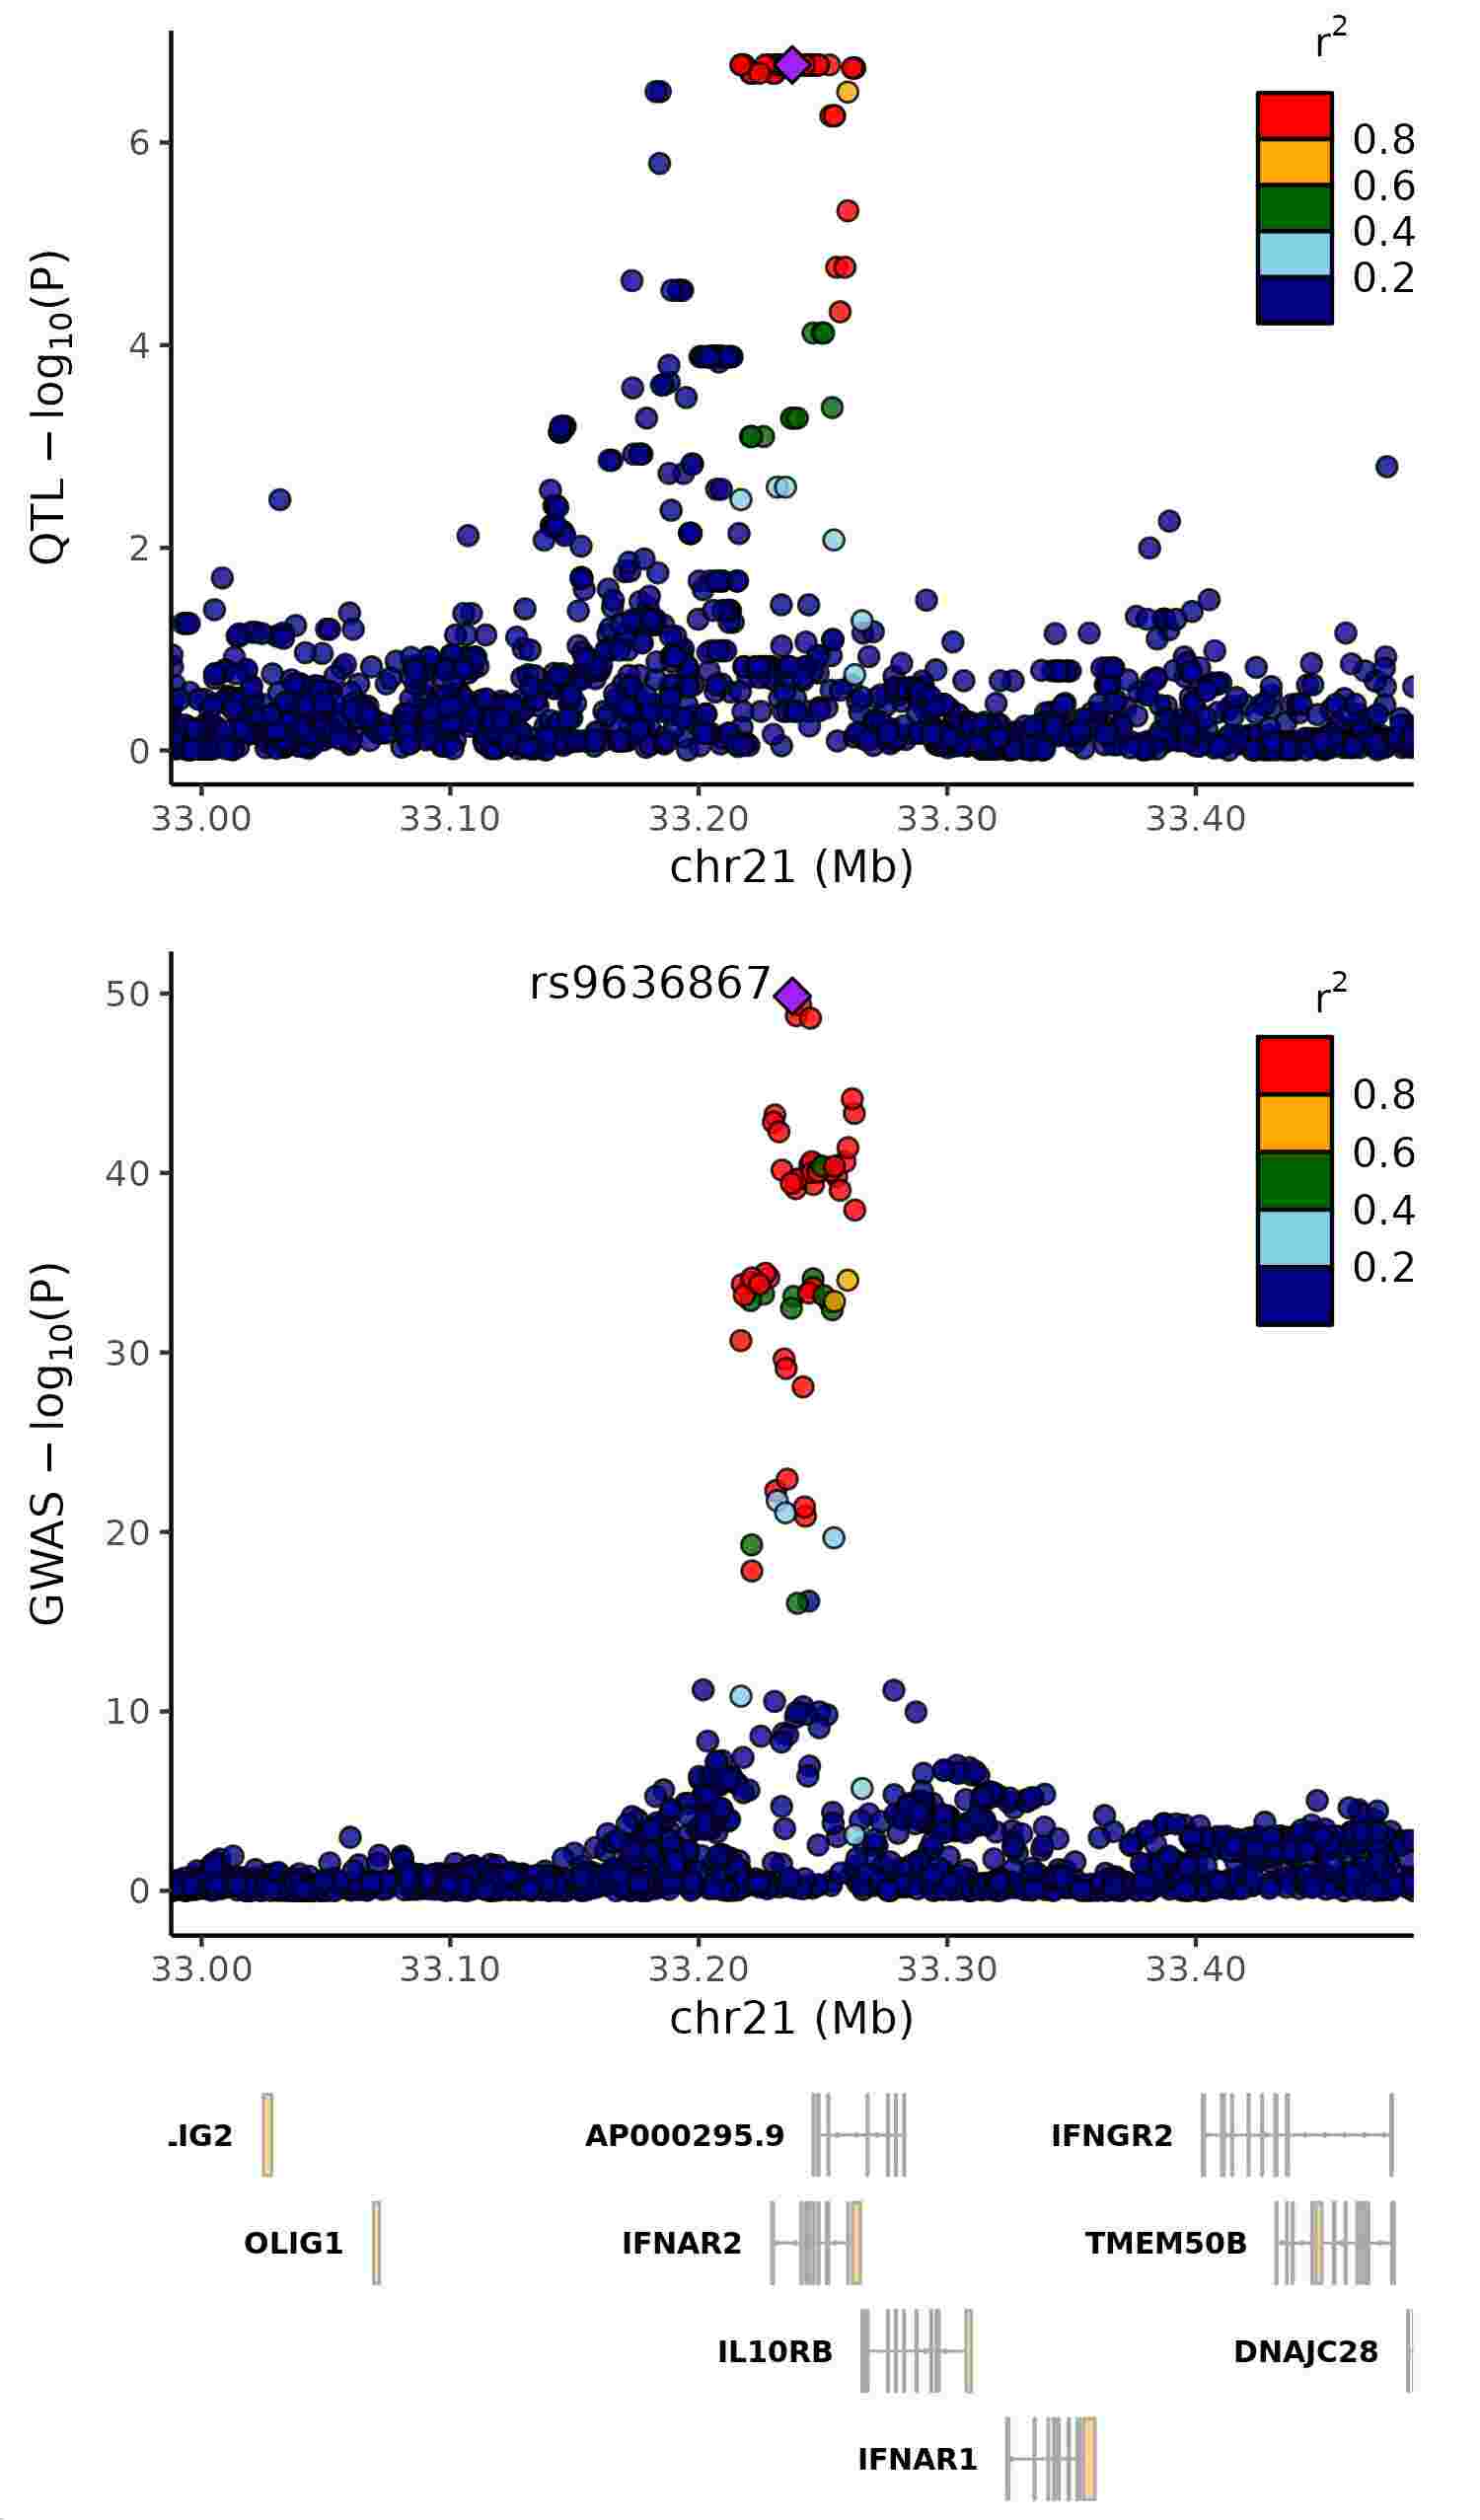 r2
0.8
0.6
0.4
0.2
6
4
2
0
QTL − log10(P)
33.00 33.10 33.20 33.30 33.40
chr21 (Mb)
rs9636867
r2
0.8
0.6
0.4
0.2
50
40
30
20
10
0
GWAS − log10(P)
33.00 33.10 33.20 33.30 33.40
chr21 (Mb)
IG2 AP000295.9 IFNGR2
OLIG1 IFNAR2 TMEM50B
IL10RB DNAJC28
IFNAR1